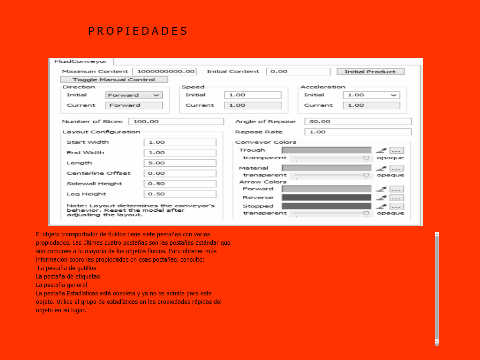 PROPIEDADES
FluidConveyor
Maximum Content 1000000000.00 Initial Content 0.00 Initial Product
Toggle Manual Control
Direction Speed Acceleration
Initial Forward Initial 1.00 Initial 1.00
Current Forward Current 1.00 Current 1.00
Number of Slices 100.00 Angle of Repose 30.00
Layout Configuration Repose Rate 1.00
Start Width 1.00 Conveyor Colors
End Width 1.00 Trough ...
transparent opaque
Length 5.00 Material ...
Centerline Offset 0.00 transparent opaque
Sidewall Height 0.50 Arrow Colors
Forward ...
Leg Height 0.50 Reverse ...
Note: Layout determines the conveyor's Stopped ...
behavior. Reset the model after transparent opaque
adjusting the layout.
El objeto transportador de fluidos tiene siete pestañas con varias
propiedades. Las últimas cuatro pestañas son las pestañas estándar que
son comunes a la mayoría de los objetos fluidos. Para obtener más
información sobre las propiedades en esas pestañas, consulte:
La pestaña de gatillos
La pestaña de etiquetas
La pestaña general
La pestaña Estadísticas está obsoleta y ya no se admite para este
objeto. Utilice el grupo de estadísticas en las propiedades rápidas del
objeto en su lugar.